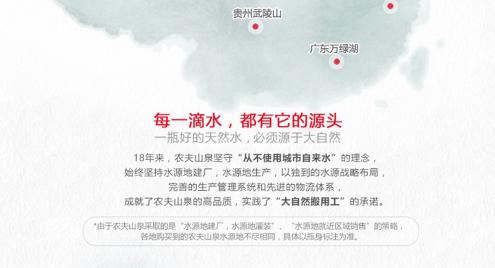 贵州武陵山
广东万绿湖
每一滴水，都有它的源头
一瓶好的天然水，必须源于大自然
18年来，农夫山泉坚守“从不使用城市自来水”的理念，
始终坚持水源地建厂，水源地生产，以独到的水源战略布局，
完善的生产管理系统和先进的物流体系，
成就了农夫山泉的高品质，实践了“大自然搬用工”的承诺。
*由于农夫山泉采取的是“水源地建厂，水源地灌装”、“水源地就近区域销售”的策略，
各地购买到的农夫山泉水源地不尽相同，具体以瓶身标注为准。